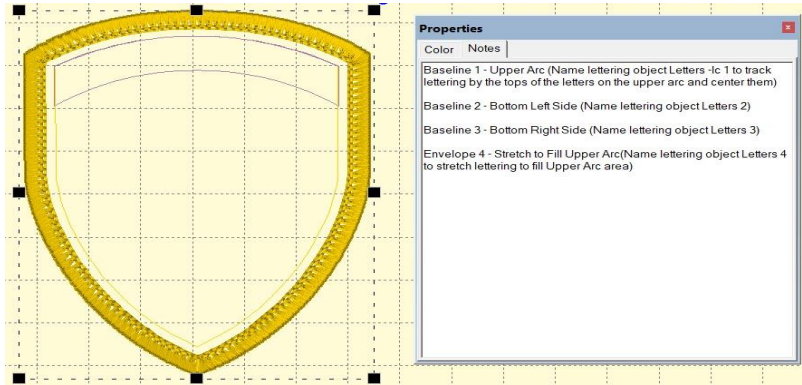 Properties
Color Notes
Baseline 1 - Upper Arc (Name lettering object Letters -lc 1 to track
lettering by the tops of the letters on the upper arc and center them)
Baseline 2 - Bottom Left Side (Name lettering object Letters 2)
Baseline 3 - Bottom Right Side (Name lettering object Letters 3)
Envelope 4 - Stretch to Fill Upper Arc(Name lettering object Letters 4
to stretch lettering to fill Upper Arc area)